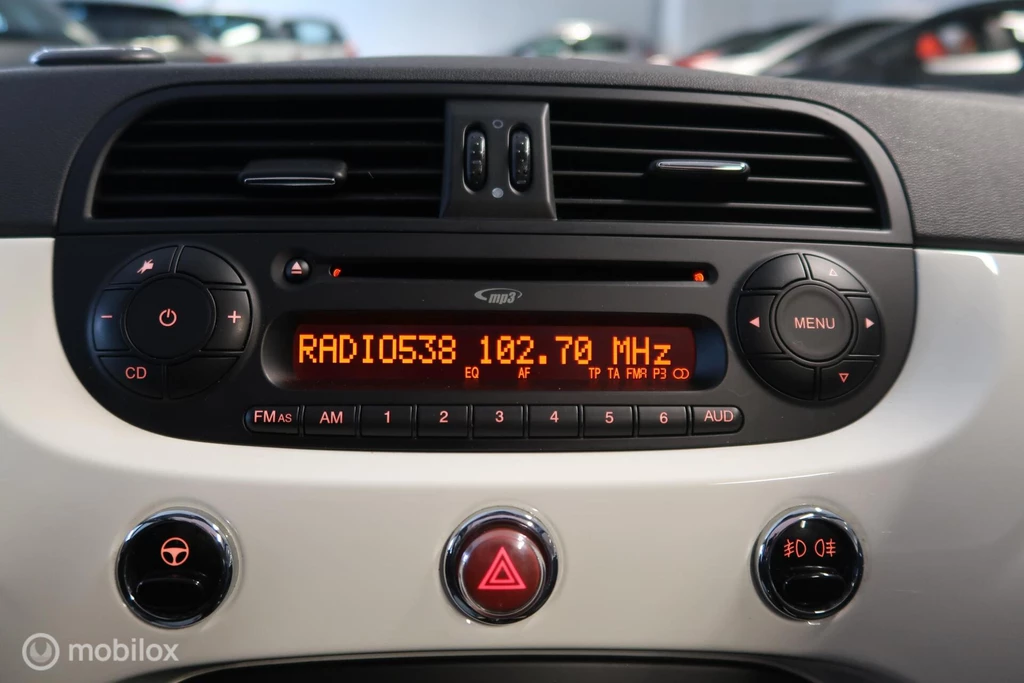 mp3
RADIO538 102.70 MHz
EQ AF TP TA FMA P3
- +
MENU
CD
FM AS AM 1 2 3 4 5 6 AUD
mobilox